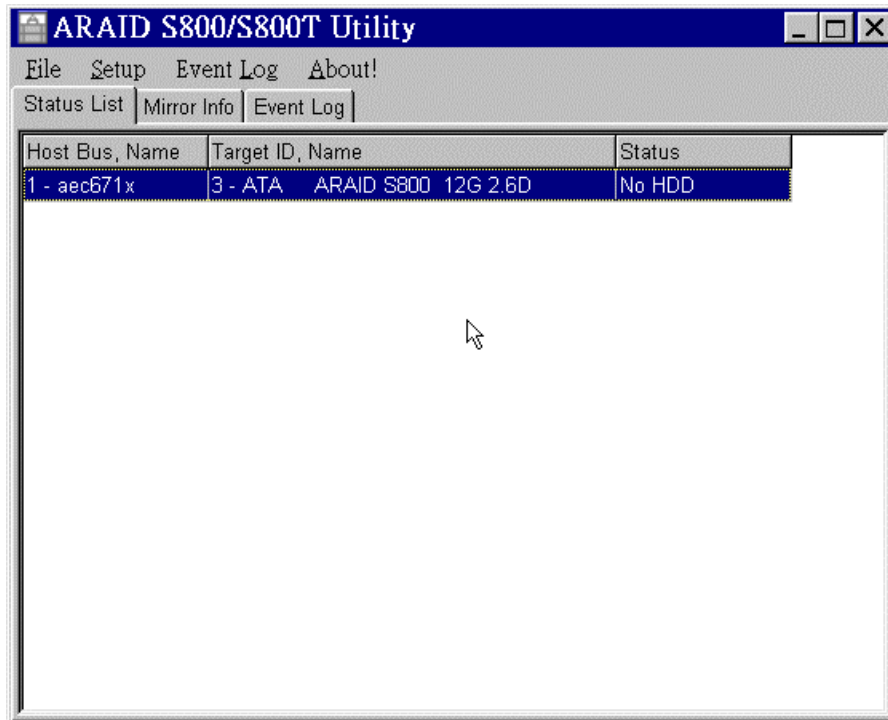 ARAID S800/S800T Utility
File Setup Event Log About!
Status List Mirror Info Event Log
Host Bus, Name Target ID, Name Status
1 - aec671x 3 - ATA ARAID S800 12G 2.6D No HDD